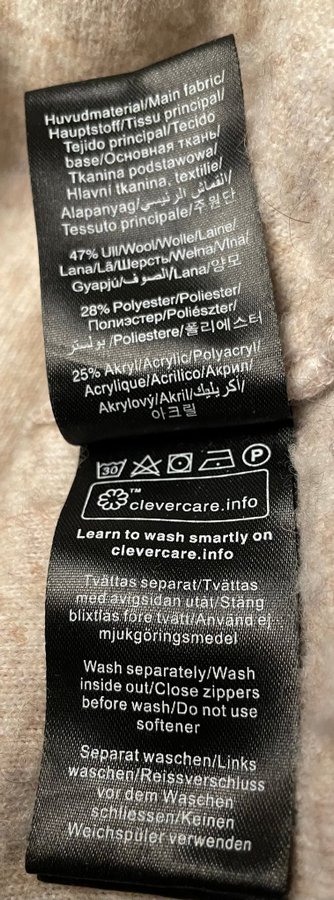 Huvudmaterial/Main fabric/
Hauptstoff/Tissu principal/
Tejido principal/Tecido
base/Основная ткань/
Tkanina podstawowa/
Hlavní tkanina, textilie/
القماش الرئيسي/
Alapanyag/
Tessuto principale/주원단
47% Ull/Wool/Wolle/Laine/
Lana/Lã/Шерсть/Wełna/Vlna/
Gyapjú/الصوف/Lana/양모
28% Polyester/Poliester/
Полиэстер/Poliészter/
بوليستر/Poliestere/폴리에스터
25% Akryl/Acrylic/Polyacryl/
Acrylique/Acrilico/Акрил/
Akrylový/Akril/أكريليك/
아크릴
30 P
™
clevercare.info
Learn to wash smartly on
clevercare.info
Tvättas separat/Tvättas
med avigsidan utåt/Stäng
blixtlås före tvätt/Använd ej
mjukgöringsmedel
Wash separately/Wash
inside out/Close zippers
before wash/Do not use
softener
Separat waschen/Links
waschen/Reissverschluss
vor dem Waschen
schliessen/Keinen
Weichspüler verwenden